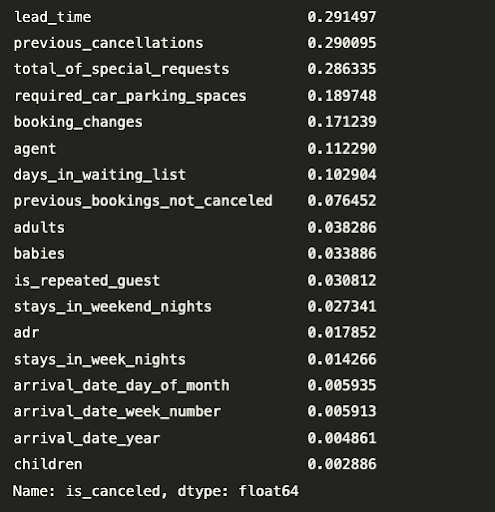 lead_time 0.291497
previous_cancellations 0.290095
total_of_special_requests 0.286335
required_car_parking_spaces 0.189748
booking_changes 0.171239
agent 0.112290
days_in_waiting_list 0.102904
previous_bookings_not_canceled 0.076452
adults 0.038286
babies 0.033886
is_repeated_guest 0.030812
stays_in_weekend_nights 0.027341
adr 0.017852
stays_in_week_nights 0.014266
arrival_date_day_of_month 0.005935
arrival_date_week_number 0.005913
arrival_date_year 0.004861
children 0.002886
Name: is_canceled, dtype: float64